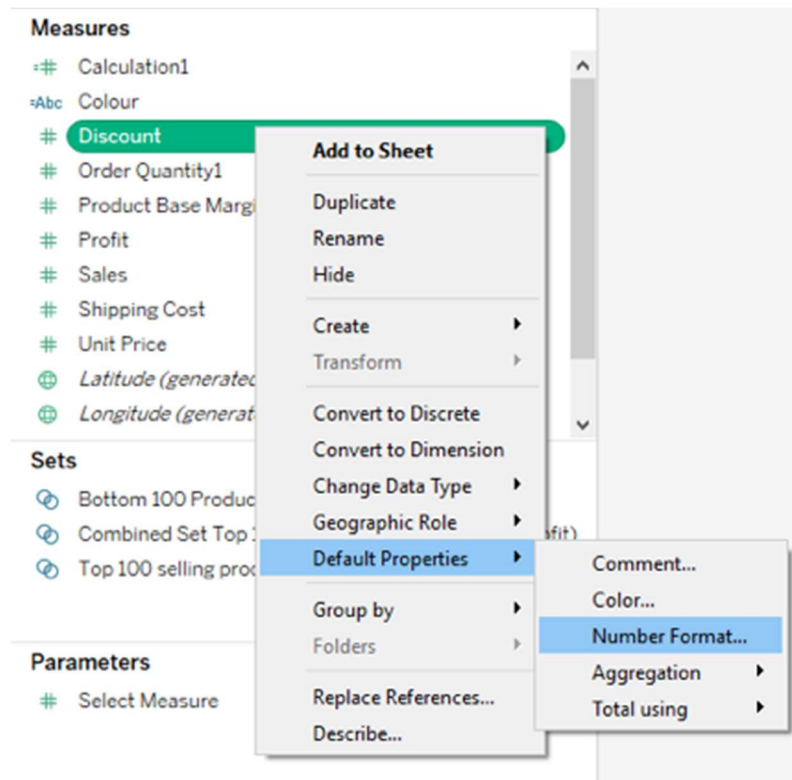 Measures
=# Calculation1
=Abc Colour
# Discount
# Order Quantity1
# Product Base Margi
# Profit
# Sales
# Shipping Cost
# Unit Price
Latitude (generated
Longitude (generat
Sets
Bottom 100 Produc
Combined Set Top 1 ofit)
Top 100 selling prod
Parameters
# Select Measure
Add to Sheet
Duplicate
Rename
Hide
Create
Transform
Convert to Discrete
Convert to Dimension
Change Data Type
Geographic Role
Default Properties
Group by
Folders
Replace References...
Describe...
Comment...
Color...
Number Format...
Aggregation
Total using